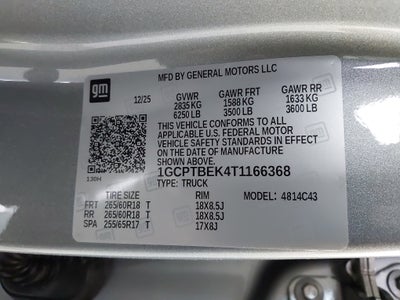 gm
MFD BY GENERAL MOTORS LLC
12/25 GVWR GAWR FRT GAWR RR
2835 KG 1588 KG 1633 KG
6250 LB 3500 LB 3600 LB
THIS VEHICLE CONFORMS TO ALL
APPLICABLE U.S. FEDERAL MOTOR
VEHICLE SAFETY STANDARDS IN EFFECT
ON THE DATE OF MANUFACTURE
SHOWN ABOVE.
1GCPTBEK4T1166368
TYPE: TRUCK
130H
RIM MODEL: 4814C43
FRT 265/60R18 T 18X8.5J
RR 265/60R18 T 18X8.5J
SPA 255/65R17 T 17X8J